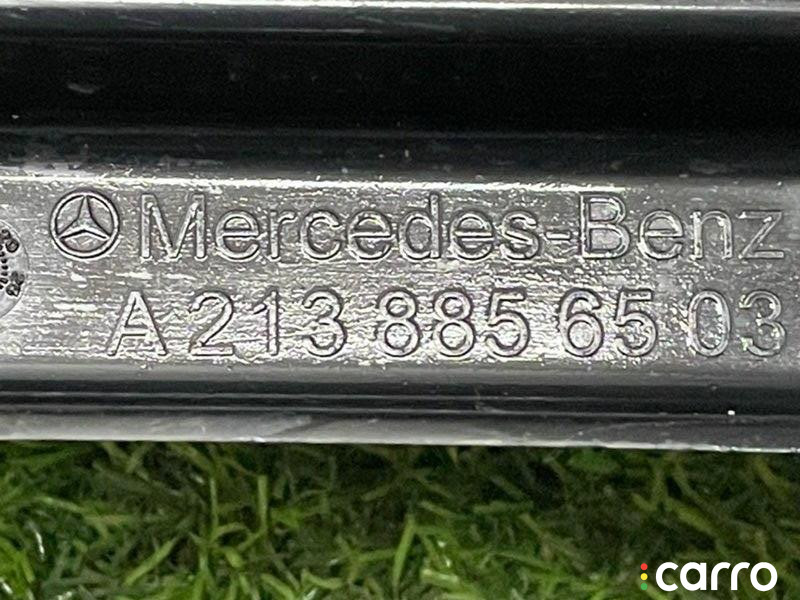 Mercedes-Benz
A 213 885 65 03
carro